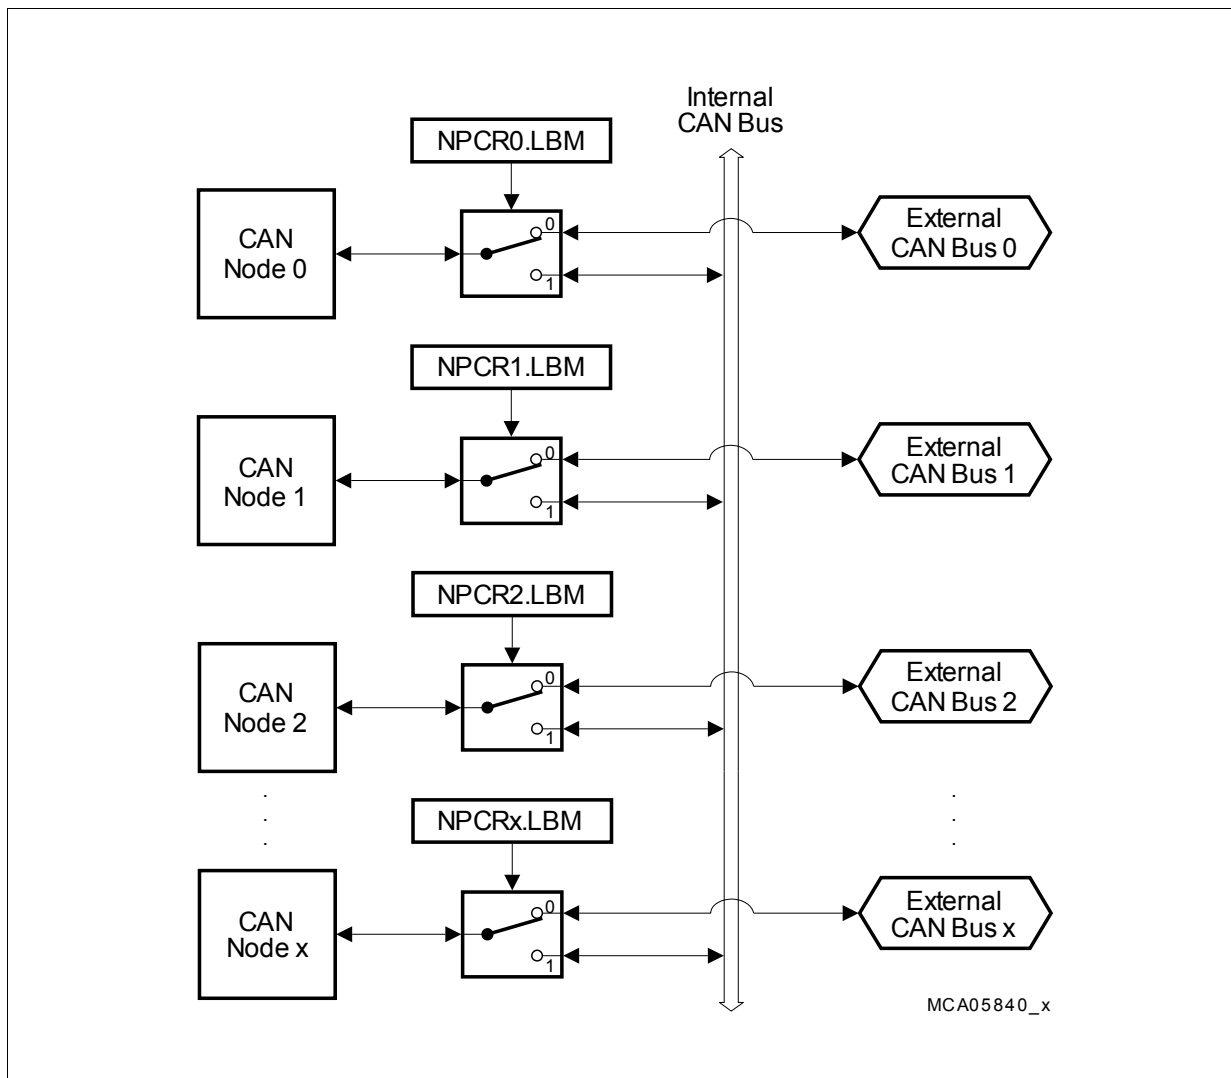 Internal
CAN Bus
NPCR0.LBM
CAN
Node 0
0
1
External
CAN Bus 0
NPCR1.LBM
CAN
Node 1
0
1
External
CAN Bus 1
NPCR2.LBM
CAN
Node 2
0
1
External
CAN Bus 2
.
.
.
.
.
.
NPCRx.LBM
CAN
Node x
0
1
External
CAN Bus x
MCA05840_x